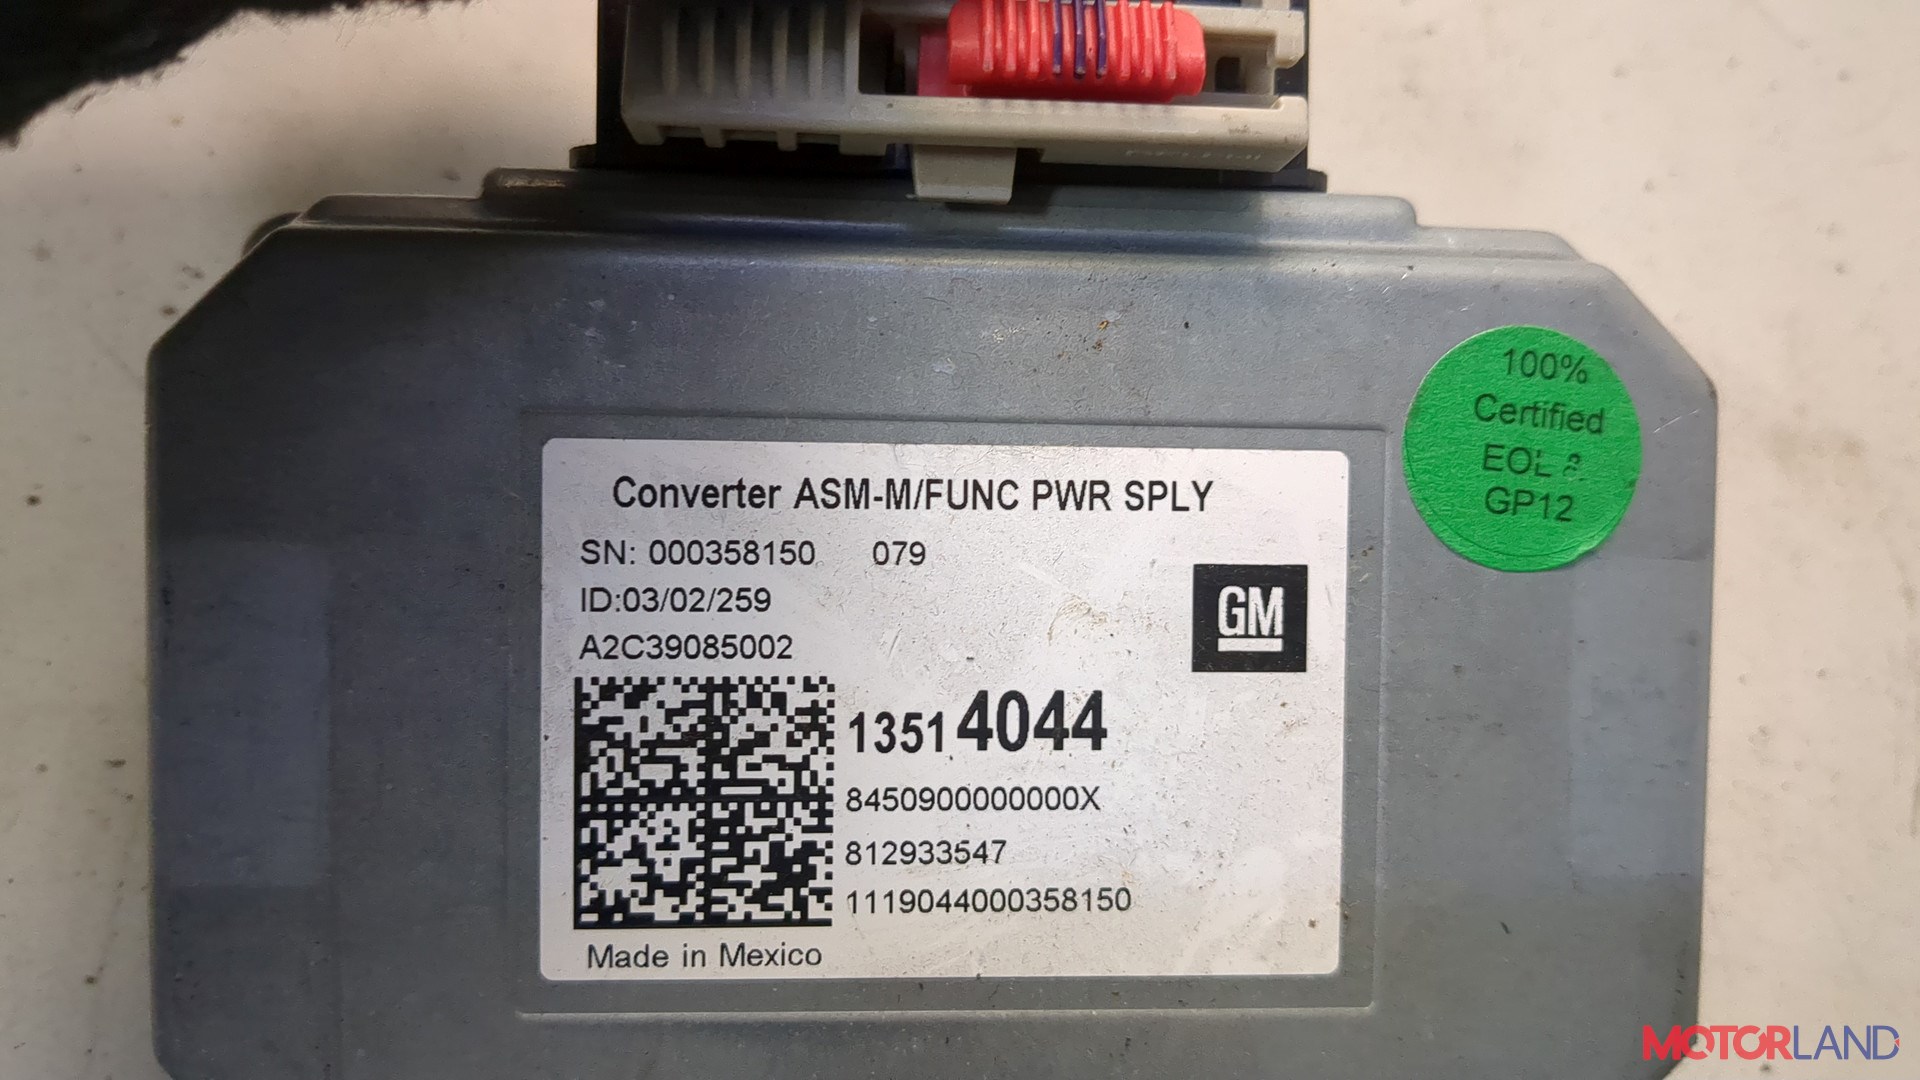 100%
Certified
EOL &
GP12
Converter ASM-M/FUNC PWR SPLY
SN: 000358150 079
ID:03/02/259
A2C39085002
GM
13514044
8450900000000X
812933547
1119044000358150
Made in Mexico
MOTORLAND